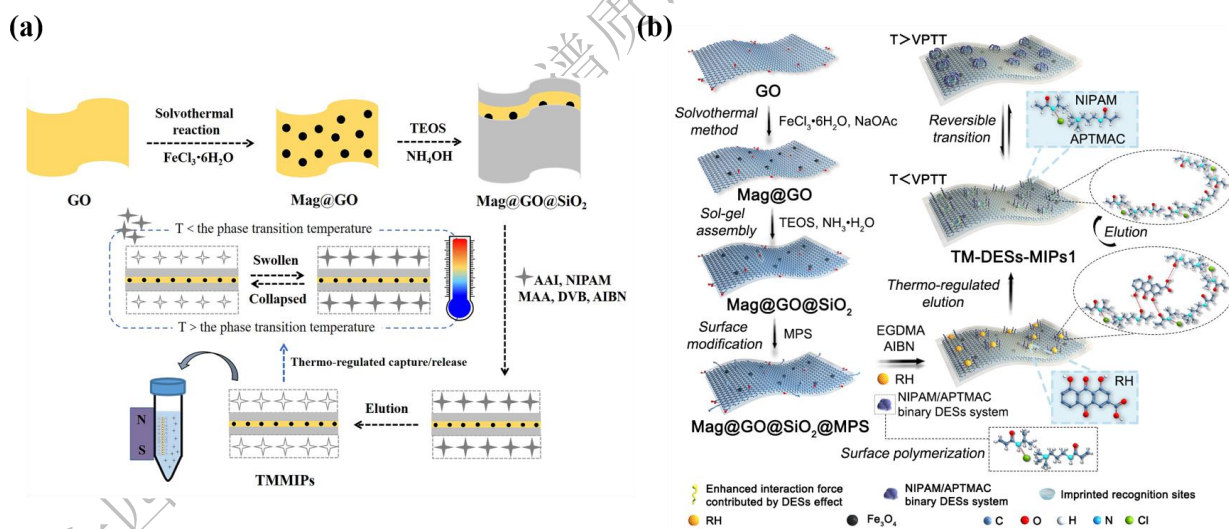 (a)
Solvothermal
reaction
FeCl₃·6H₂O
TEOS
NH₄OH
GO
Mag@GO
Mag@GO@SiO₂
T < the phase transition temperature
Swollen
Collapsed
T > the phase transition temperature
AAI, NIPAM
MAA, DVB, AIBN
Thermo-regulated capture/release
N
S
Elution
TMMIPs
(b)
GO
Solvothermal
method
FeCl₃•6H₂O, NaOAc
Mag@GO
Sol-gel
assembly
TEOS, NH₃•H₂O
Mag@GO@SiO₂
Surface
modification
MPS
Mag@GO@SiO₂@MPS
T>VPTT
Reversible
transition
NIPAM
APTMAC
T<VPTT
TM-DESs-MIPs1
Elution
Thermo-regulated
elution
EGDMA
AIBN
RH
NIPAM/APTMAC
binary DESs system
RH
Surface polymerization
Enhanced interaction force
contributed by DESs effect
NIPAM/APTMAC
binary DESs system
Imprinted recognition sites
RH
Fe₃O₄
C
O
H
N
Cl
谱质